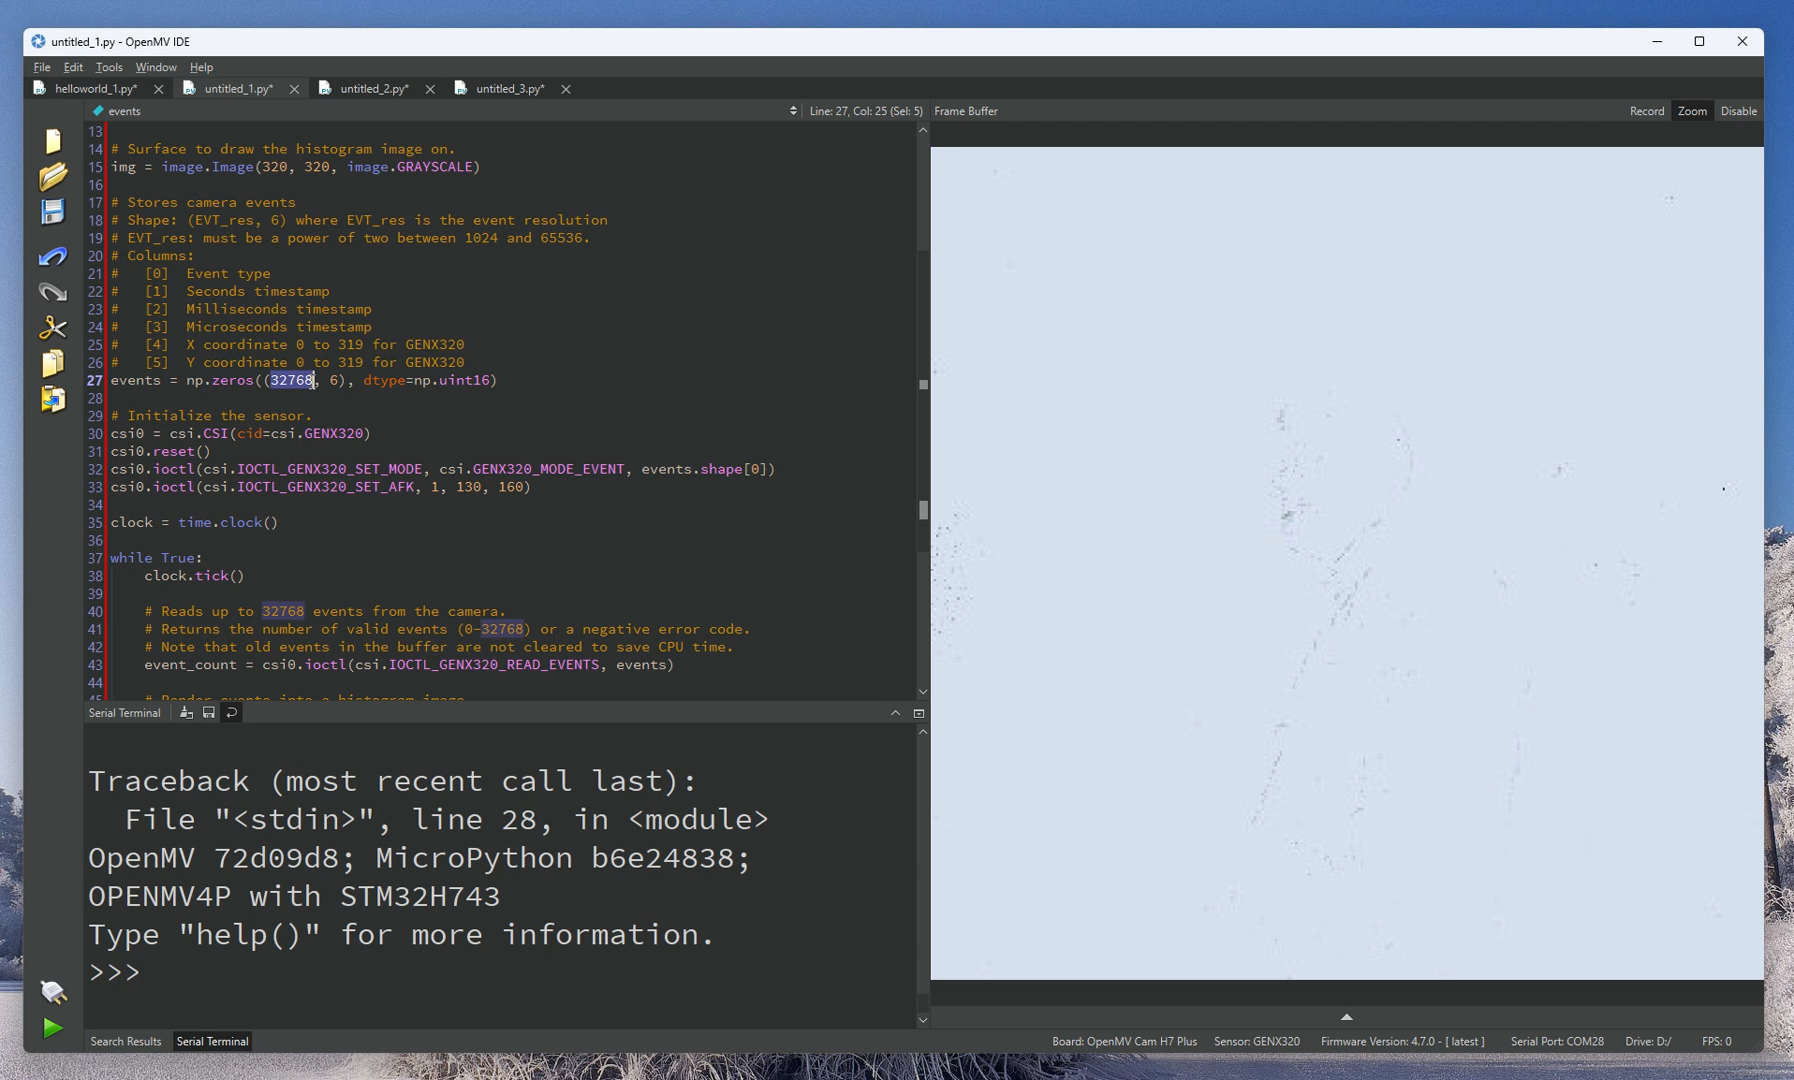 untitled_1.py - OpenMV IDE
File Edit Tools Window Help
helloworld_1.py* untitled_1.py* untitled_2.py* untitled_3.py*
events Line: 27, Col: 25 (Sel: 5) Frame Buffer Record Zoom Disable
13
14 # Surface to draw the histogram image on.
15 img = image.Image(320, 320, image.GRAYSCALE)
16
17 # Stores camera events
18 # Shape: (EVT_res, 6) where EVT_res is the event resolution
19 # EVT_res: must be a power of two between 1024 and 65536.
20 # Columns:
21 #   [0]  Event type
22 #   [1]  Seconds timestamp
23 #   [2]  Milliseconds timestamp
24 #   [3]  Microseconds timestamp
25 #   [4]  X coordinate 0 to 319 for GENX320
26 #   [5]  Y coordinate 0 to 319 for GENX320
27 events = np.zeros((32768, 6), dtype=np.uint16)
28
29 # Initialize the sensor.
30 csi0 = csi.CSI(cid=csi.GENX320)
31 csi0.reset()
32 csi0.ioctl(csi.IOCTL_GENX320_SET_MODE, csi.GENX320_MODE_EVENT, events.shape[0])
33 csi0.ioctl(csi.IOCTL_GENX320_SET_AFK, 1, 130, 160)
34
35 clock = time.clock()
36
37 while True:
38     clock.tick()
39
40     # Reads up to 32768 events from the camera.
41     # Returns the number of valid events (0-32768) or a negative error code.
42     # Note that old events in the buffer are not cleared to save CPU time.
43     event_count = csi0.ioctl(csi.IOCTL_GENX320_READ_EVENTS, events)
44
45     # Render events into a histogram image
Serial Terminal
Traceback (most recent call last):
  File "<stdin>", line 28, in <module>
OpenMV 72d09d8; MicroPython b6e24838;
OPENMV4P with STM32H743
Type "help()" for more information.
>>>
Search Results Serial Terminal Board: OpenMV Cam H7 Plus Sensor: GENX320 Firmware Version: 4.7.0 - [ latest ] Serial Port: COM28 Drive: D:/ FPS: 0